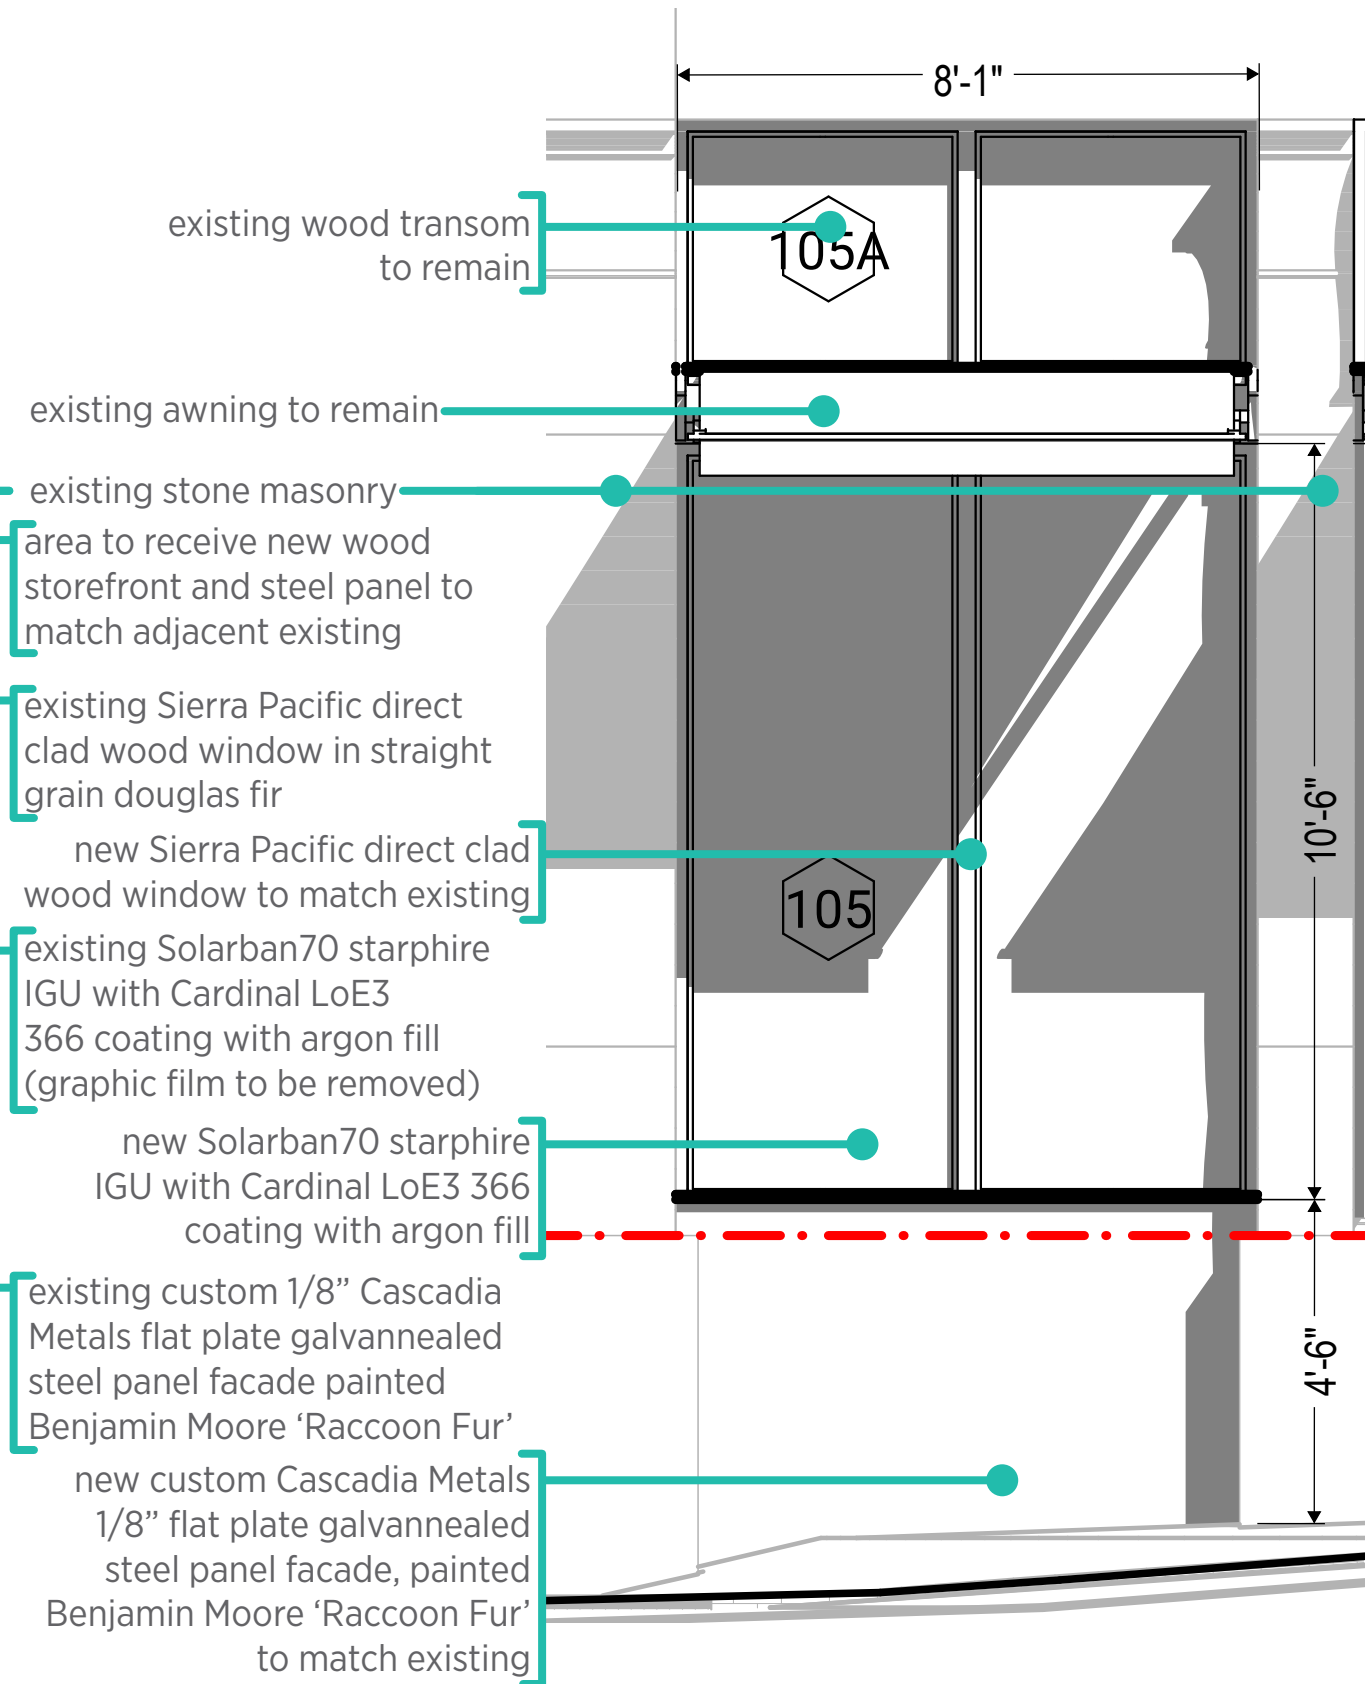 8'-1"
existing wood transom
to remain
105A
existing awning to remain
existing stone masonry
area to receive new wood
storefront and steel panel to
match adjacent existing
existing Sierra Pacific direct
clad wood window in straight
grain douglas fir
10'-6"
new Sierra Pacific direct clad
wood window to match existing
105
existing Solarban70 starphire
IGU with Cardinal LoE3
366 coating with argon fill
(graphic film to be removed)
new Solarban70 starphire
IGU with Cardinal LoE3 366
coating with argon fill
existing custom 1/8” Cascadia
Metals flat plate galvannealed
steel panel facade painted
Benjamin Moore ‘Raccoon Fur’
4'-6"
new custom Cascadia Metals
1/8” flat plate galvannealed
steel panel facade, painted
Benjamin Moore ‘Raccoon Fur’
to match existing